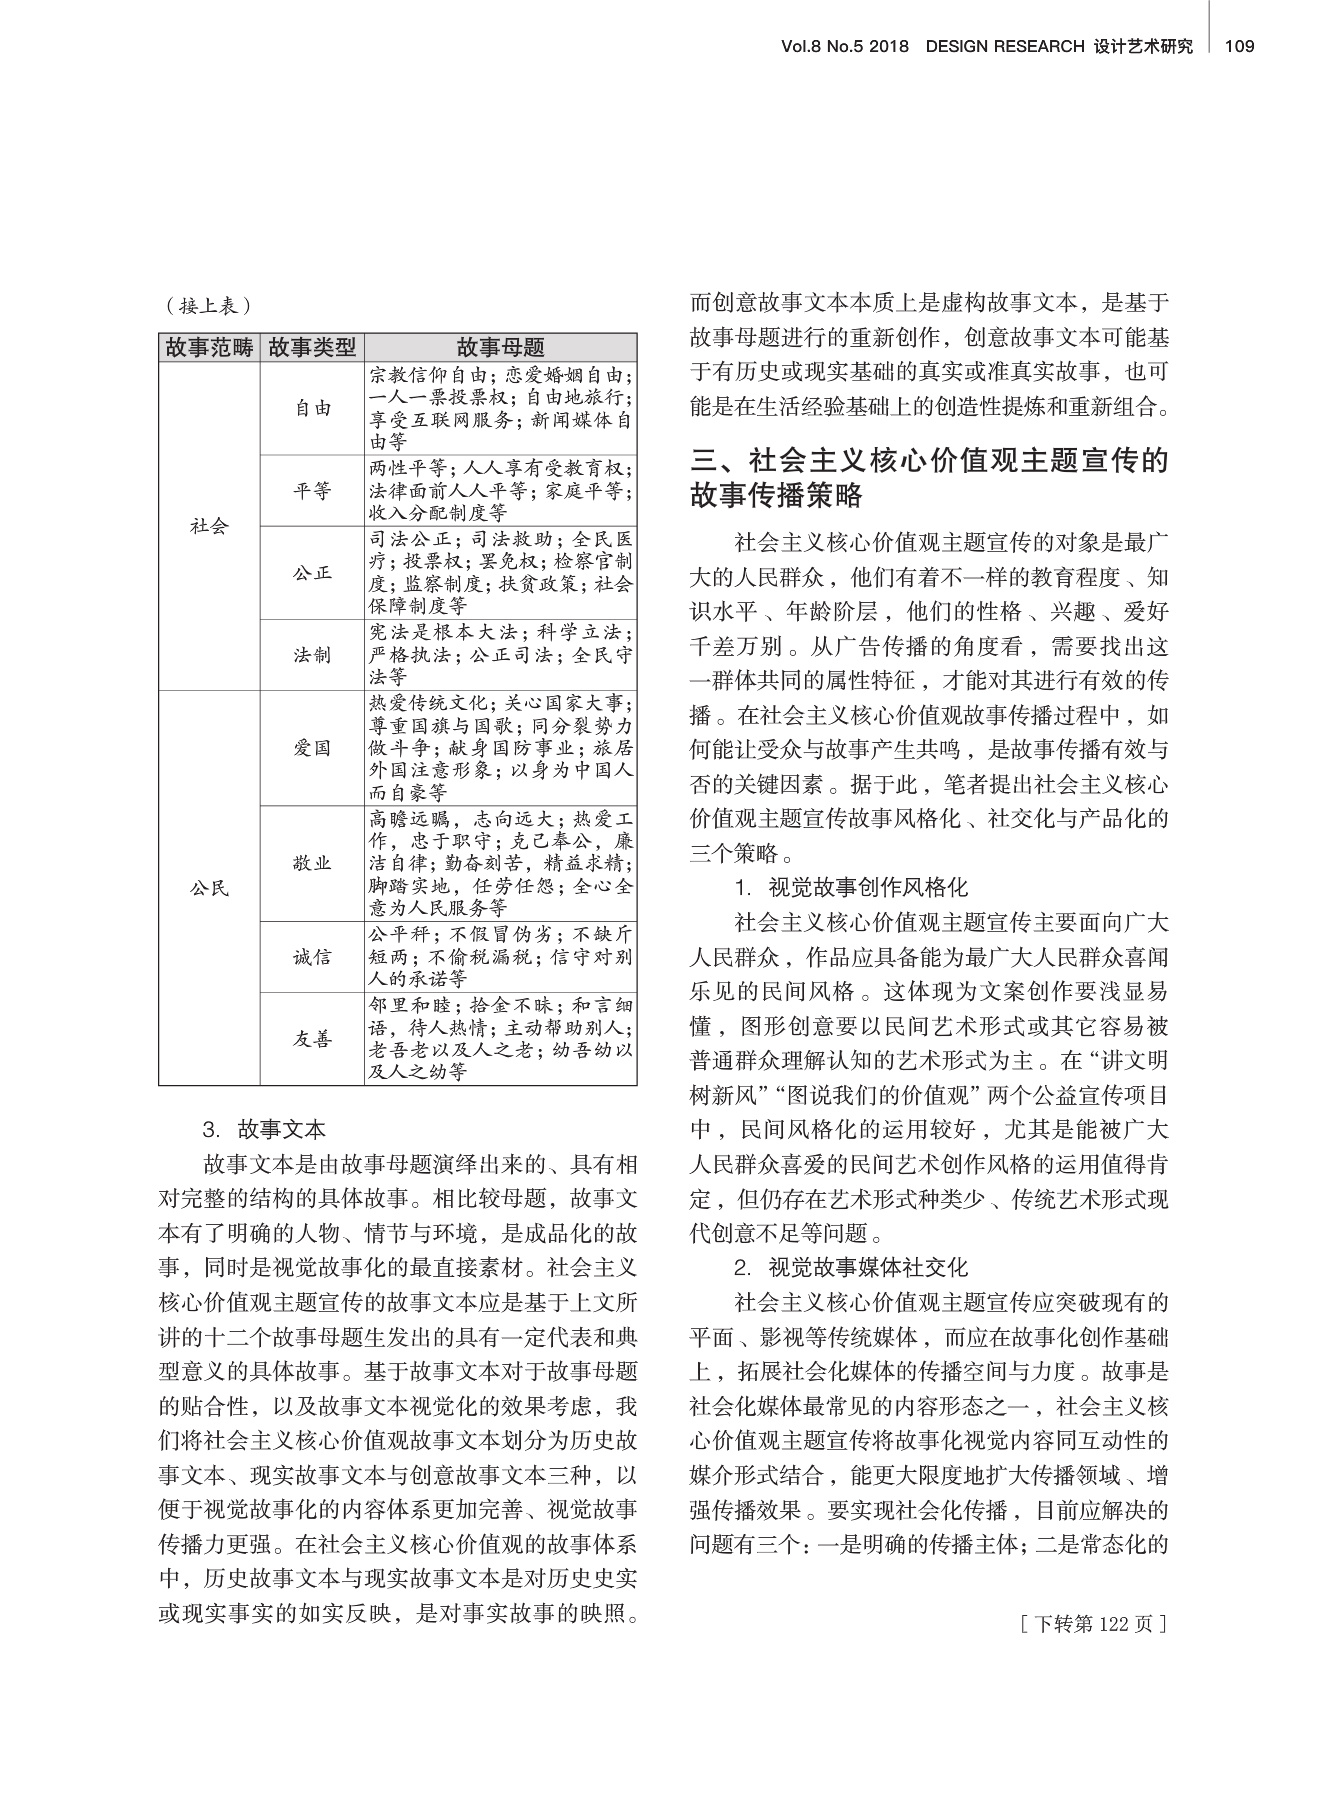 Vol.8 No.5 2018 DESIGN RESEARCH 设计艺术研究 109
（接上表）
故事范畴 故事类型 故事母题
社会
自由
宗教信仰自由；恋爱婚姻自由；
一人一票投票权；自由地旅行；
享受互联网服务；新闻媒体自
由等
平等
两性平等；人人享有受教育权；
法律面前人人平等；家庭平等；
收入分配制度等
公正
司法公正；司法救助；全民医
疗；投票权；罢免权；检察官制
度；监察制度；扶贫政策；社会
保障制度等
法制
宪法是根本大法；科学立法；
严格执法；公正司法；全民守
法等
公民
爱国
热爱传统文化；关心国家大事；
尊重国旗与国歌；同分裂势力
做斗争；献身国防事业；旅居
外国注意形象；以身为中国人
而自豪等
敬业
高瞻远瞩，志向远大；热爱工
作，忠于职守；克己奉公，廉
洁自律；勤奋刻苦，精益求精；
脚踏实地，任劳任怨；全心全
意为人民服务等
诚信
公平秤；不假冒伪劣；不缺斤
短两；不偷税漏税；信守对别
人的承诺等
友善
邻里和睦；拾金不昧；和言细
语，待人热情；主动帮助别人；
老吾老以及人之老；幼吾幼以
及人之幼等
3. 故事文本
故事文本是由故事母题演绎出来的、具有相
对完整的结构的具体故事。相比较母题，故事文
本有了明确的人物、情节与环境，是成品化的故
事，同时是视觉故事化的最直接素材。社会主义
核心价值观主题宣传的故事文本应是基于上文所
讲的十二个故事母题生发出的具有一定代表和典
型意义的具体故事。基于故事文本对于故事母题
的贴合性，以及故事文本视觉化的效果考虑，我
们将社会主义核心价值观故事文本划分为历史故
事文本、现实故事文本与创意故事文本三种，以
便于视觉故事化的内容体系更加完善、视觉故事
传播力更强。在社会主义核心价值观的故事体系
中，历史故事文本与现实故事文本是对历史史实
或现实事实的如实反映，是对事实故事的映照。
而创意故事文本本质上是虚构故事文本，是基于
故事母题进行的重新创作，创意故事文本可能基
于有历史或现实基础的真实或准真实故事，也可
能是在生活经验基础上的创造性提炼和重新组合。
三、社会主义核心价值观主题宣传的
故事传播策略
社会主义核心价值观主题宣传的对象是最广
大的人民群众，他们有着不一样的教育程度、知
识水平、年龄阶层，他们的性格、兴趣、爱好
千差万别。从广告传播的角度看，需要找出这
一群体共同的属性特征，才能对其进行有效的传
播。在社会主义核心价值观故事传播过程中，如
何能让受众与故事产生共鸣，是故事传播有效与
否的关键因素。据于此，笔者提出社会主义核心
价值观主题宣传故事风格化、社交化与产品化的
三个策略。
1. 视觉故事创作风格化
社会主义核心价值观主题宣传主要面向广大
人民群众，作品应具备能为最广大人民群众喜闻
乐见的民间风格。这体现为文案创作要浅显易
懂，图形创意要以民间艺术形式或其它容易被
普通群众理解认知的艺术形式为主。在“讲文明
树新风”“图说我们的价值观”两个公益宣传项目
中，民间风格化的运用较好，尤其是能被广大
人民群众喜爱的民间艺术创作风格的运用值得肯
定，但仍存在艺术形式种类少、传统艺术形式现
代创意不足等问题。
2. 视觉故事媒体社交化
社会主义核心价值观主题宣传应突破现有的
平面、影视等传统媒体，而应在故事化创作基础
上，拓展社会化媒体的传播空间与力度。故事是
社会化媒体最常见的内容形态之一，社会主义核
心价值观主题宣传将故事化视觉内容同互动性的
媒介形式结合，能更大限度地扩大传播领域、增
强传播效果。要实现社会化传播，目前应解决的
问题有三个：一是明确的传播主体；二是常态化的
［下转第 122 页］